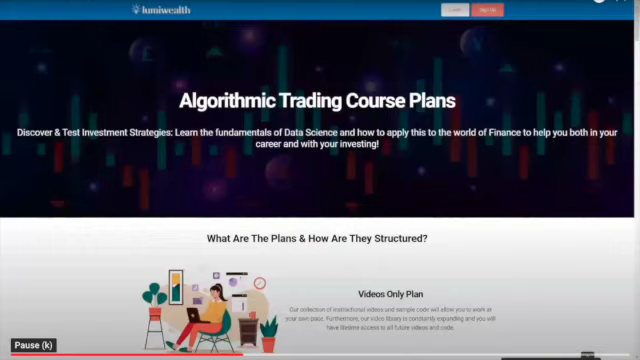 lumiwealth
Sign Up
Algorithmic Trading Course Plans
Discover & Test Investment Strategies: Learn the fundamentals of Data Science and how to apply this to the world of Finance to help you both in your
career and with your investing!
What Are The Plans & How Are They Structured?
Videos Only Plan
Our collection of instructional videos and sample code will allow you to work at
your own pace. Furthermore, our video library is constantly expanding and you will
have lifetime access to all future videos and code.
Pause (k)